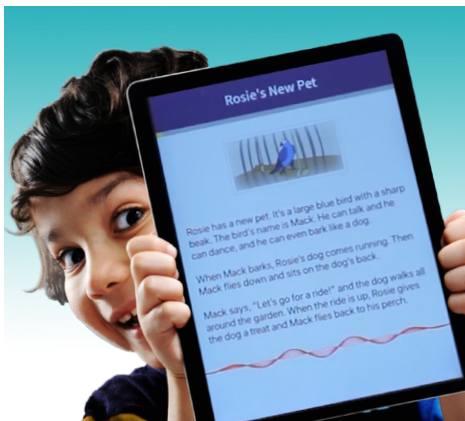 Rosie's New Pet
Rosie has a new pet. It's a large blue bird with a sharp
beak. The bird's name is Mack. He can talk and he
can dance, and he can even bark like a dog.
When Mack barks, Rosie's dog comes running. Then
Mack flies down and sits on the dog's back.
Mack says, "Let's go for a ride!" and the dog walks all
around the garden. When the ride is up, Rosie gives
the dog a treat and Mack flies back to his perch.